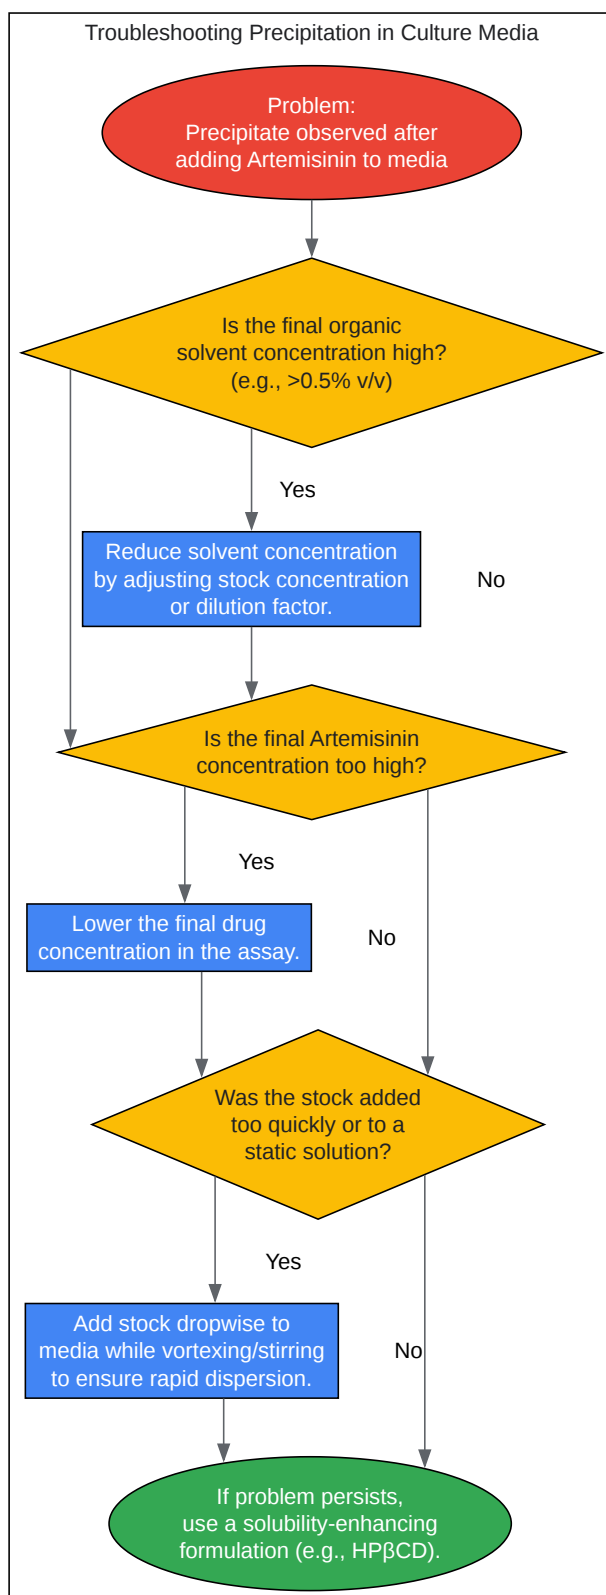 Troubleshooting Precipitation in Culture Media
Problem:
Precipitate observed after
adding Artemisinin to media
Is the final organic
solvent concentration high?
(e.g., >0.5% v/v)
Yes
Reduce solvent concentration
by adjusting stock concentration
or dilution factor.
No
Is the final Artemisinin
concentration too high?
Yes
Lower the final drug
concentration in the assay.
No
Was the stock added
too quickly or to a
static solution?
Yes
Add stock dropwise to
media while vortexing/stirring
to ensure rapid dispersion.
No
If problem persists,
use a solubility-enhancing
formulation (e.g., HPβCD).